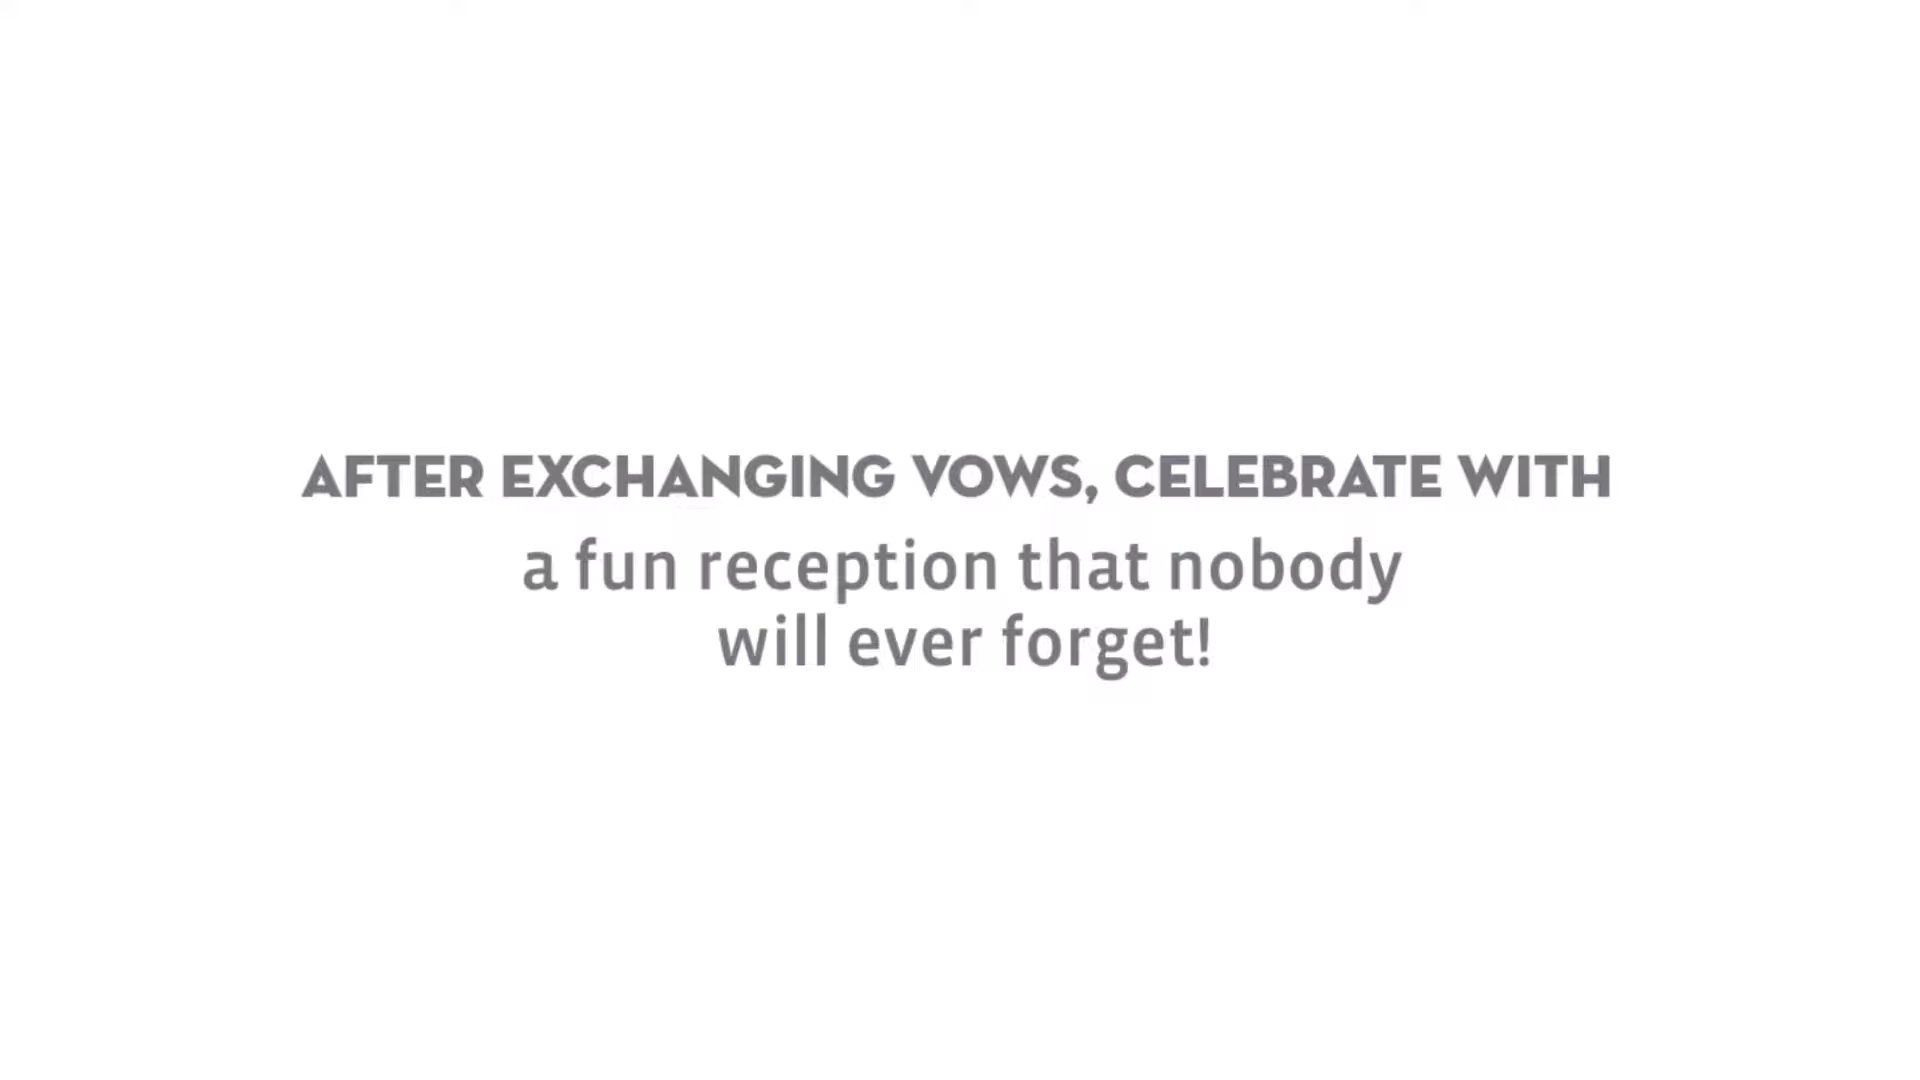 AFTER EXCHANGING VOWS, CELEBRATE WITH
a fun reception that nobody
will ever forget!